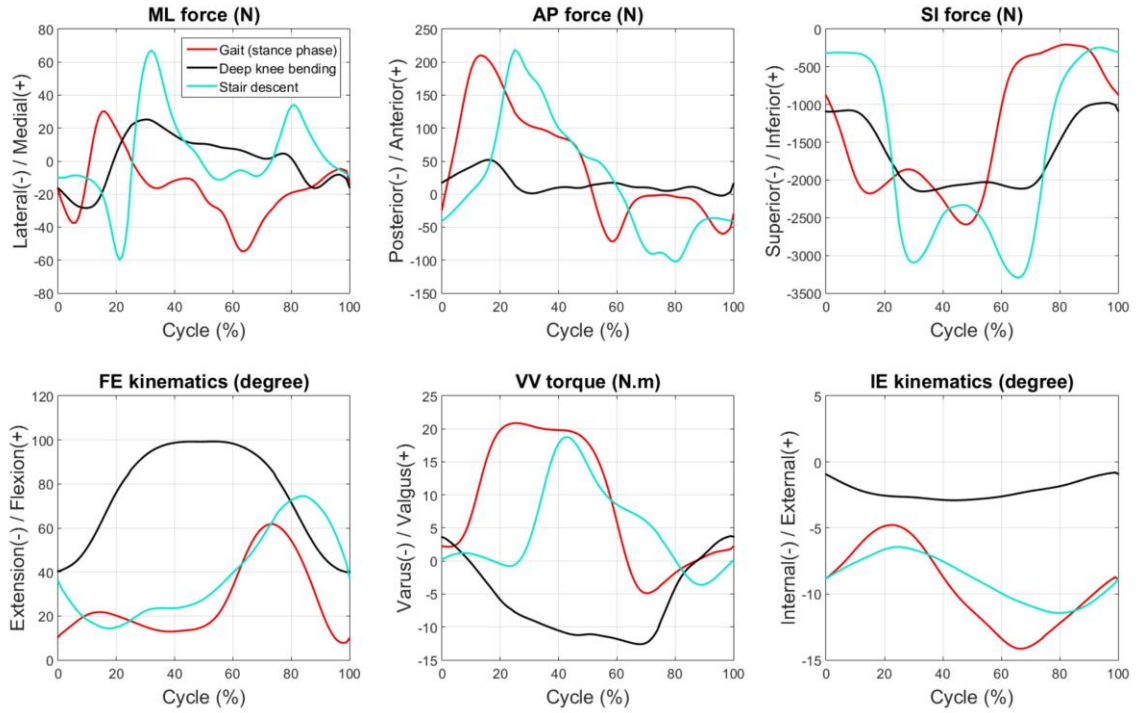 ML force (N)
Lateral(-) / Medial(+)
80
60
40
20
0
-20
-40
-60
-80
0 20 40 60 80 100
Cycle (%)
Gait (stance phase)
Deep knee bending
Stair descent
AP force (N)
Posterior(-) / Anterior(+)
250
200
150
100
50
0
-50
-100
-150
0 20 40 60 80 100
Cycle (%)
SI force (N)
Superior(-) / Inferior(+)
0
-500
-1000
-1500
-2000
-2500
-3000
-3500
0 20 40 60 80 100
Cycle (%)
FE kinematics (degree)
Extension(-) / Flexion(+)
120
100
80
60
40
20
0
0 20 40 60 80 100
Cycle (%)
VV torque (N.m)
Varus(-) / Valgus(+)
25
20
15
10
5
0
-5
-10
-15
0 20 40 60 80 100
Cycle (%)
IE kinematics (degree)
Internal(-) / External(+)
5
0
-5
-10
-15
0 20 40 60 80 100
Cycle (%)